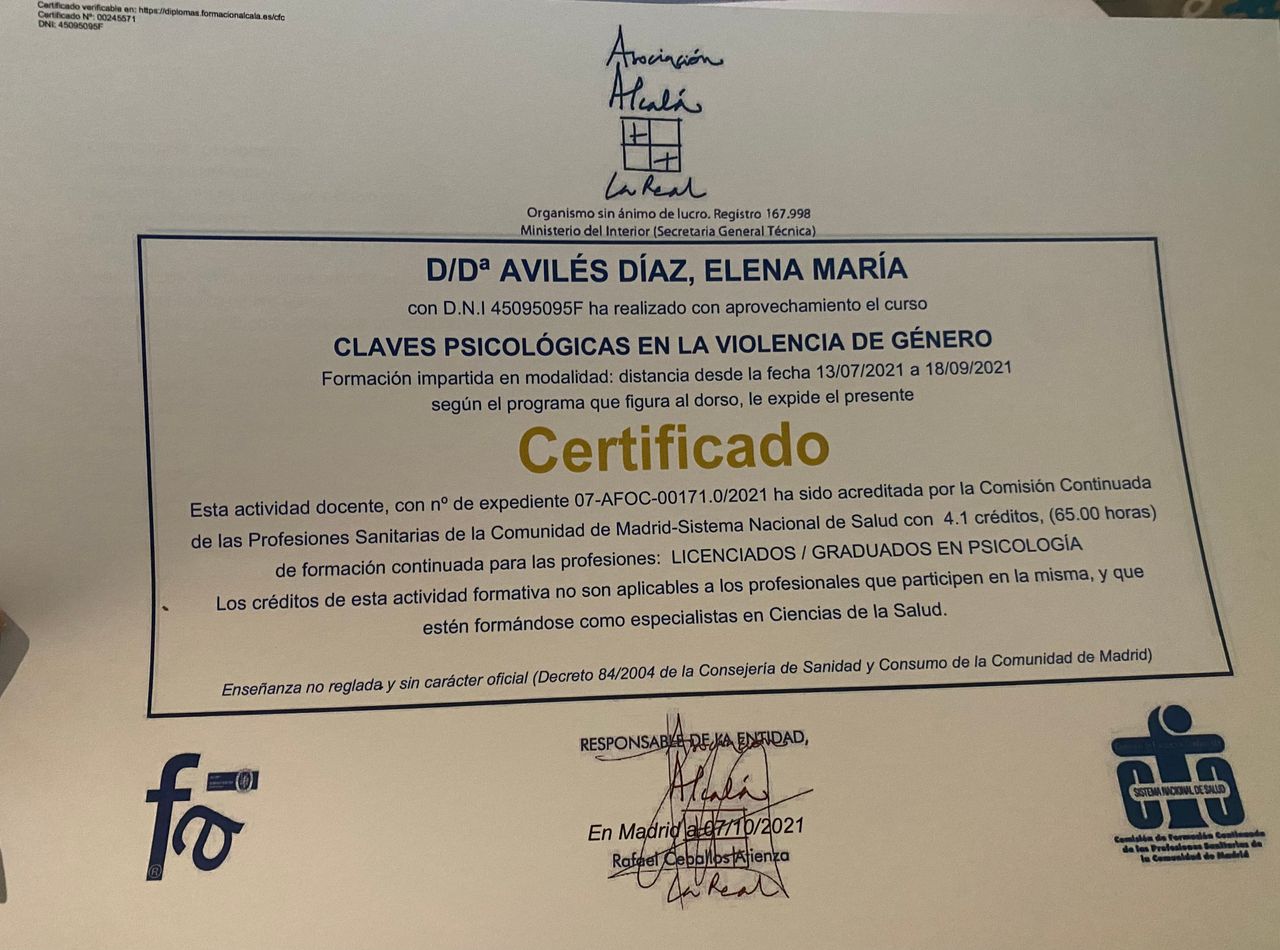 Certificado verificable en: https://diplomas.formacionalcala.es/cfc
Certificado Nº: 00245571
DNI: 45095095F
Asociación
Alcalá
La Real
Organismo sin ánimo de lucro. Registro 167.998
Ministerio del Interior (Secretaria General Técnica)
D/Dª AVILÉS DÍAZ, ELENA MARÍA
con D.N.I 45095095F ha realizado con aprovechamiento el curso
CLAVES PSICOLÓGICAS EN LA VIOLENCIA DE GÉNERO
Formación impartida en modalidad: distancia desde la fecha 13/07/2021 a 18/09/2021
según el programa que figura al dorso, le expide el presente
Certificado
Esta actividad docente, con nº de expediente 07-AFOC-00171.0/2021 ha sido acreditada por la Comisión Continuada
de las Profesiones Sanitarias de la Comunidad de Madrid-Sistema Nacional de Salud con 4.1 créditos, (65.00 horas)
de formación continuada para las profesiones: LICENCIADOS / GRADUADOS EN PSICOLOGÍA
Los créditos de esta actividad formativa no son aplicables a los profesionales que participen en la misma, y que
estén formándose como especialistas en Ciencias de la Salud.
Enseñanza no reglada y sin carácter oficial (Decreto 84/2004 de la Consejería de Sanidad y Consumo de la Comunidad de Madrid)
RESPONSABLE DE LA ENTIDAD,
Asociación
Alcalá
En Madrid a 07/10/2021
Rafael Ceballos Atienza
La Real
fa
®
SISTEMA NACIONAL DE SALUD
Comisión de Formación Continuada
de las Profesiones Sanitarias de
la Comunidad de Madrid